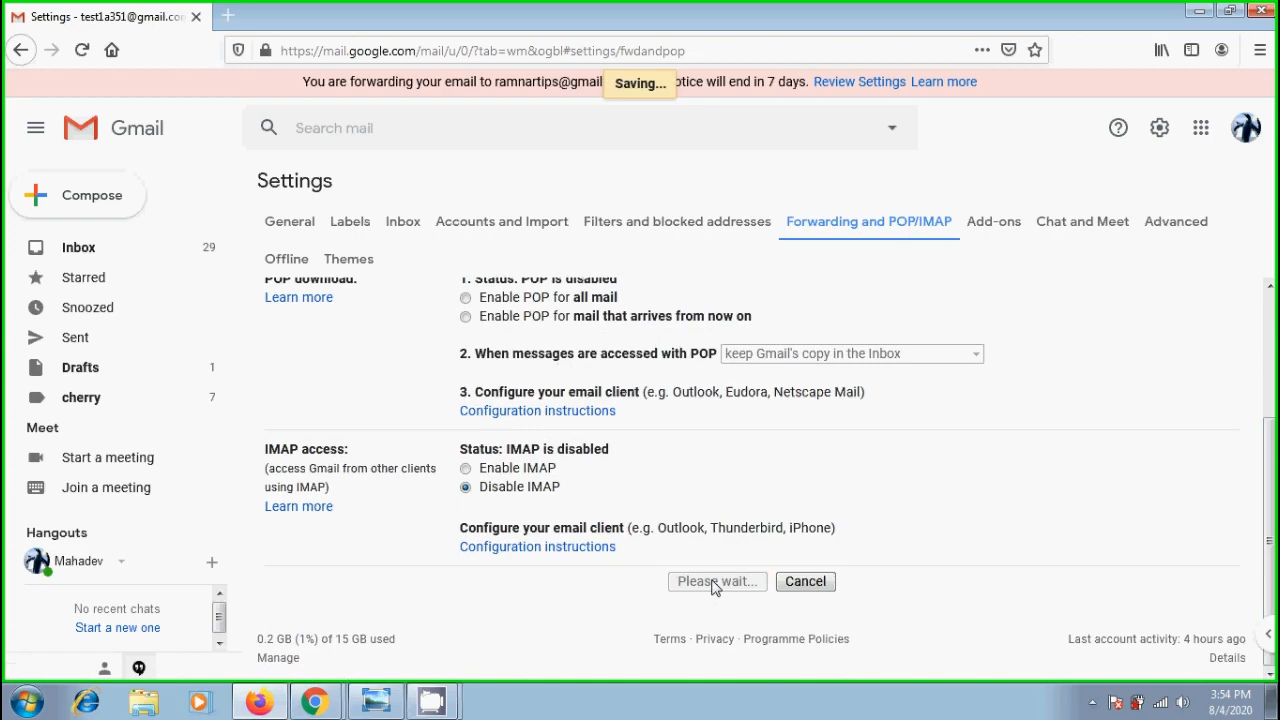 Settings - test1a351@gmail.co
https://mail.google.com/mail/u/0/?tab=wm&ogbl#settings/fwdandpop
You are forwarding your email to ramnartips@gmail
Saving...
notice will end in 7 days. Review Settings Learn more
Gmail
Search mail
Compose
Inbox 29
Starred
Snoozed
Sent
Drafts 1
cherry 7
Meet
Start a meeting
Join a meeting
Hangouts
Mahadev
No recent chats
Start a new one
Settings
General Labels Inbox Accounts and Import Filters and blocked addresses Forwarding and POP/IMAP Add-ons Chat and Meet Advanced
Offline Themes
POP download: 1. Status: POP is disabled
Learn more Enable POP for all mail
Enable POP for mail that arrives from now on
2. When messages are accessed with POP keep Gmail's copy in the Inbox
3. Configure your email client (e.g. Outlook, Eudora, Netscape Mail)
Configuration instructions
IMAP access: Status: IMAP is disabled
(access Gmail from other clients Enable IMAP
using IMAP) Disable IMAP
Learn more
Configure your email client (e.g. Outlook, Thunderbird, iPhone)
Configuration instructions
Please wait... Cancel
0.2 GB (1%) of 15 GB used Terms · Privacy · Programme Policies Last account activity: 4 hours ago
Manage Details
3:54 PM
8/4/2020